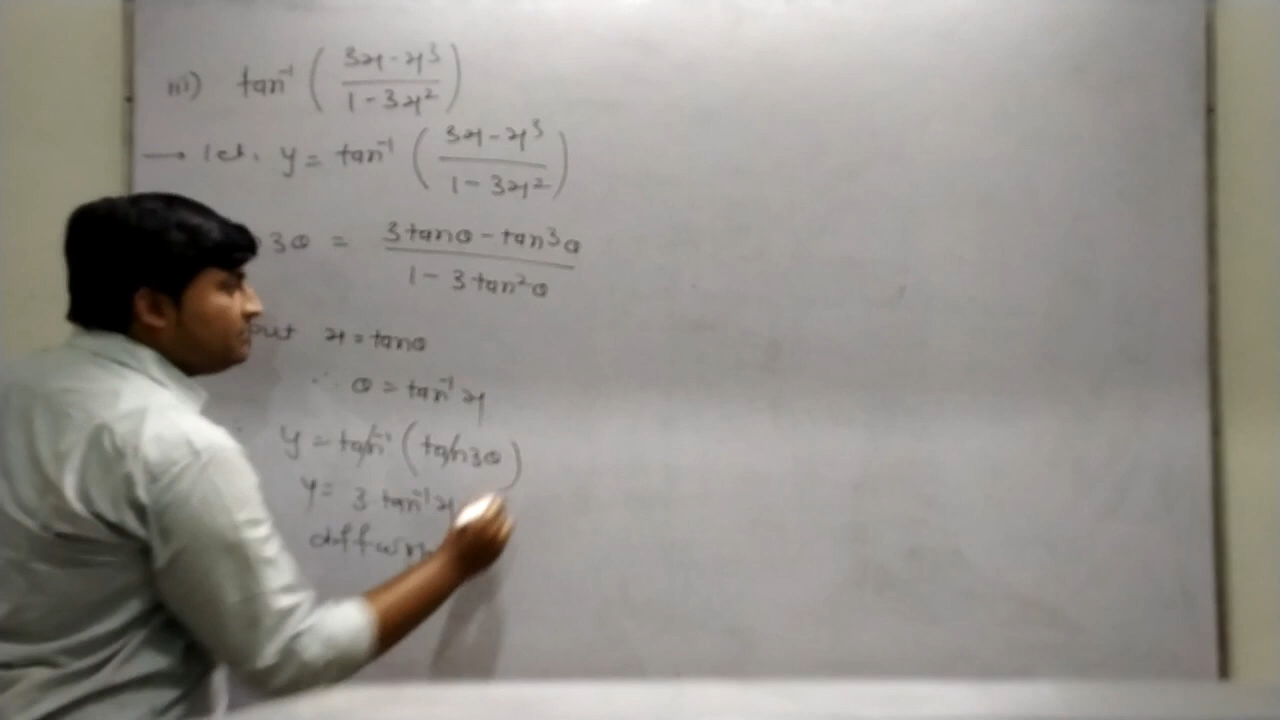 iii) tan⁻¹ ( 3x - x³ / 1 - 3x² )
→ Let, y = tan⁻¹ ( 3x - x³ / 1 - 3x² )
3θ = 3 tanθ - tan³θ / 1 - 3 tan²θ
put x = tanθ
∴ θ = tan⁻¹ x
y = tan⁻¹ ( tan3θ )
y = 3 tan⁻¹ x